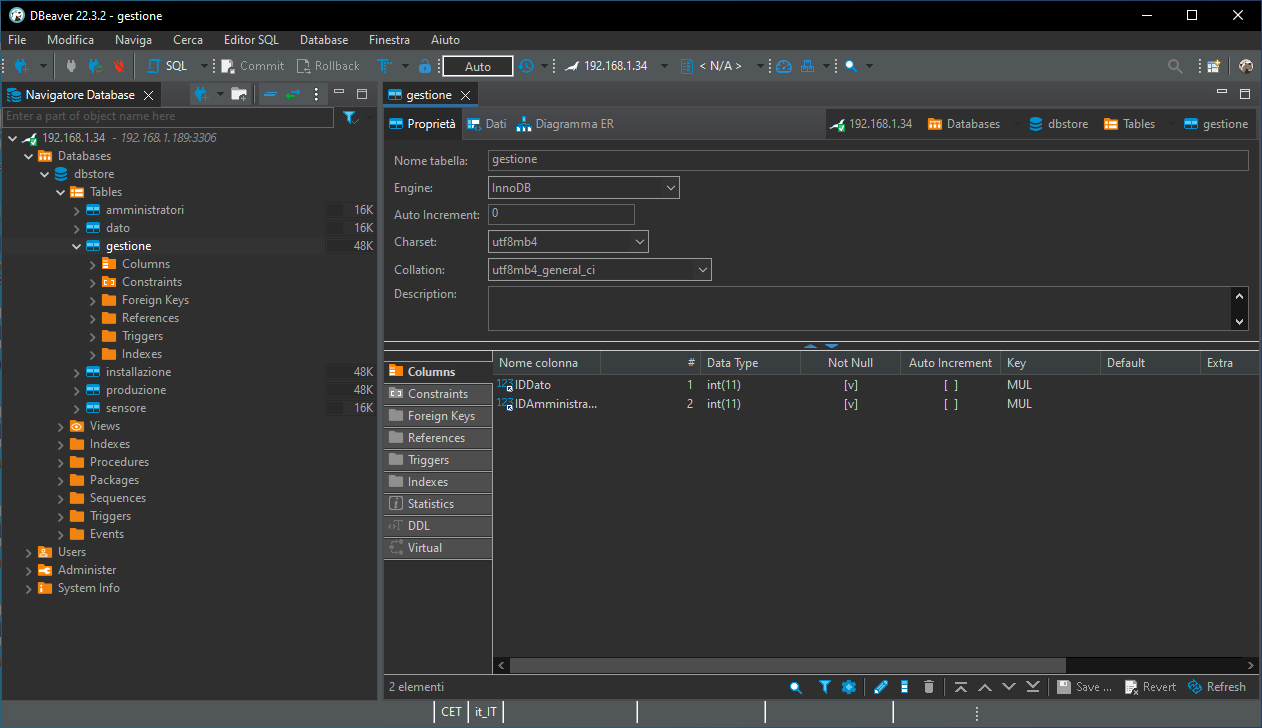 DBeaver 22.3.2 - gestione
File Modifica Naviga Cerca Editor SQL Database Finestra Aiuto
SQL Commit Rollback Auto 192.168.1.34 < N/A >
Navigatore Database
Enter a part of object name here
192.168.1.34 - 192.168.1.189:3306
Databases
dbstore
Tables
amministratori 16K
dato 16K
gestione 48K
Columns
Constraints
Foreign Keys
References
Triggers
Indexes
installazione 48K
produzione 48K
sensore 16K
Views
Indexes
Procedures
Packages
Sequences
Triggers
Events
Users
Administer
System Info
gestione
Proprietà Dati Diagramma ER 192.168.1.34 Databases dbstore Tables gestione
Nome tabella: gestione
Engine: InnoDB
Auto Increment: 0
Charset: utf8mb4
Collation: utf8mb4_general_ci
Description:
Columns
Constraints
Foreign Keys
References
Triggers
Indexes
Statistics
DDL
Virtual
Nome colonna # Data Type Not Null Auto Increment Key Default Extra
123 IDDato 1 int(11) [v] [ ] MUL
123 IDAmministra... 2 int(11) [v] [ ] MUL
2 elementi Save ... Revert Refresh
CET it_IT